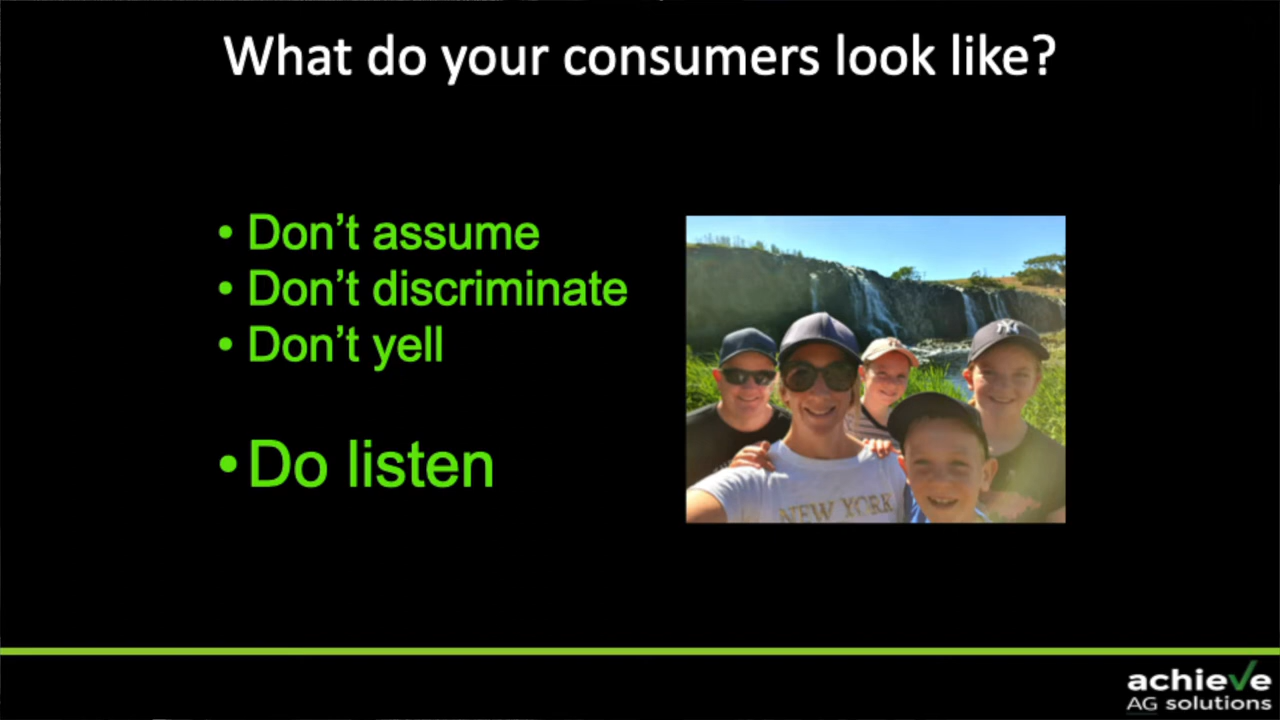 What do your consumers look like?
• Don’t assume
• Don’t discriminate
• Don’t yell
• Do listen
NY
NEW YORK
achieve
AG solutions